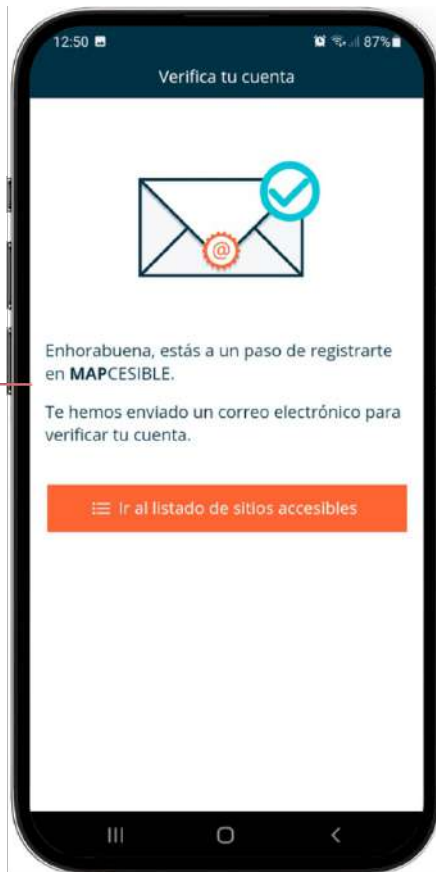 12:50 87%
Verifica tu cuenta
@
Enhorabuena, estás a un paso de registrarte
en MAPCESIBLE.
Te hemos enviado un correo electrónico para
verificar tu cuenta.
Ir al listado de sitios accesibles